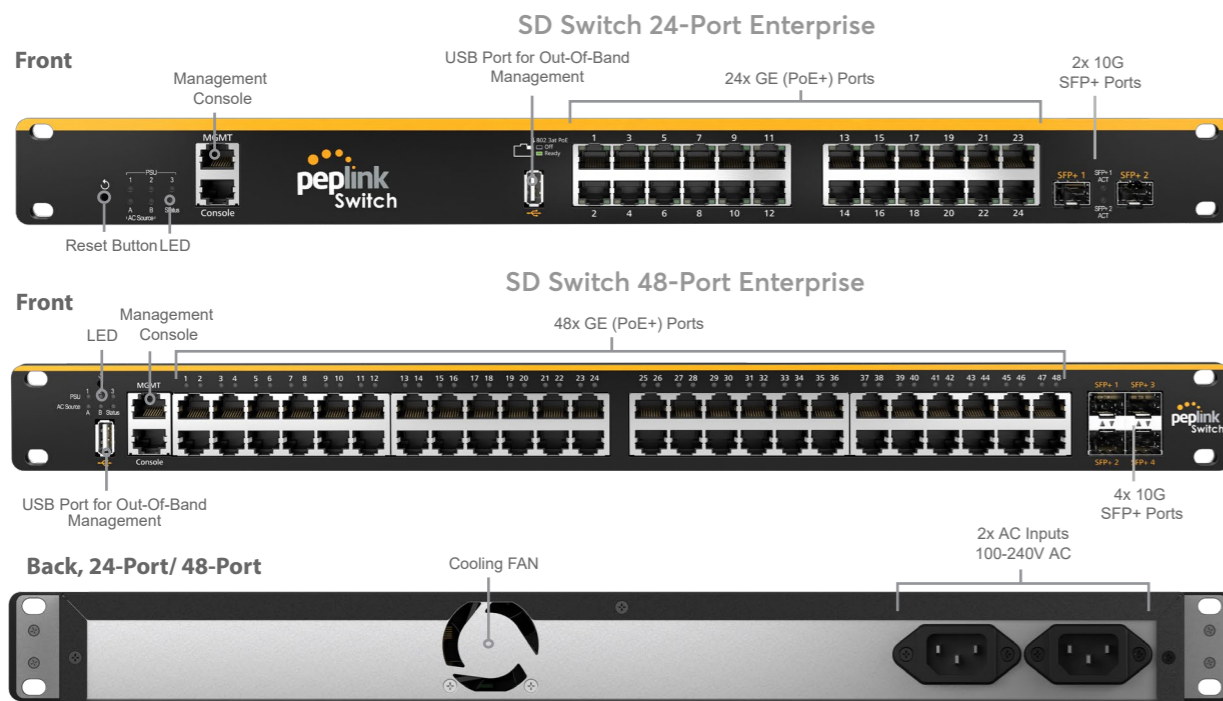 SD Switch 24-Port Enterprise
Front
Management
Console
USB Port for Out-Of-Band
Management
24x GE (PoE+) Ports
2x 10G
SFP+ Ports
MGMT
802 3at PoE
Off
Ready
1 3 5 7 9 11 13 15 17 19 21 23
PSU
1 2 3
A B Status
AC Source
Console
peplink
Switch
SFP+ 1
SFP+ 1
ACT
SFP+ 2
SFP+ 2
ACT
2 4 6 8 10 12 14 16 18 20 22 24
Reset Button
LED
SD Switch 48-Port Enterprise
Front
LED
Management
Console
48x GE (PoE+) Ports
1 2 3 4 5 6 7 8 9 10 11 12 13 14 15 16 17 18 19 20 21 22 23 24 25 26 27 28 29 30 31 32 33 34 35 36 37 38 39 40 41 42 43 44 45 46 47 48
MGMT
1 3
PSU
AC Source
A B Status
Console
SFP+ 1 SFP+ 3
peplink
Switch
SFP+ 2 SFP+ 4
USB Port for Out-Of-Band
Management
4x 10G
SFP+ Ports
Back, 24-Port/ 48-Port
Cooling FAN
2x AC Inputs
100-240V AC